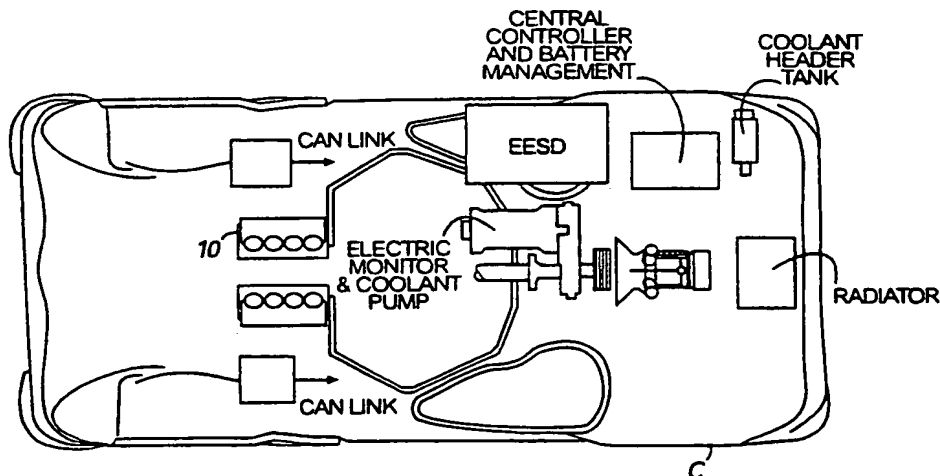 CENTRAL
CONTROLLER
AND BATTERY
MANAGEMENT
COOLANT
HEADER
TANK
CAN LINK
EESD
10
ELECTRIC
MONITOR
& COOLANT
PUMP
RADIATOR
CAN LINK
C